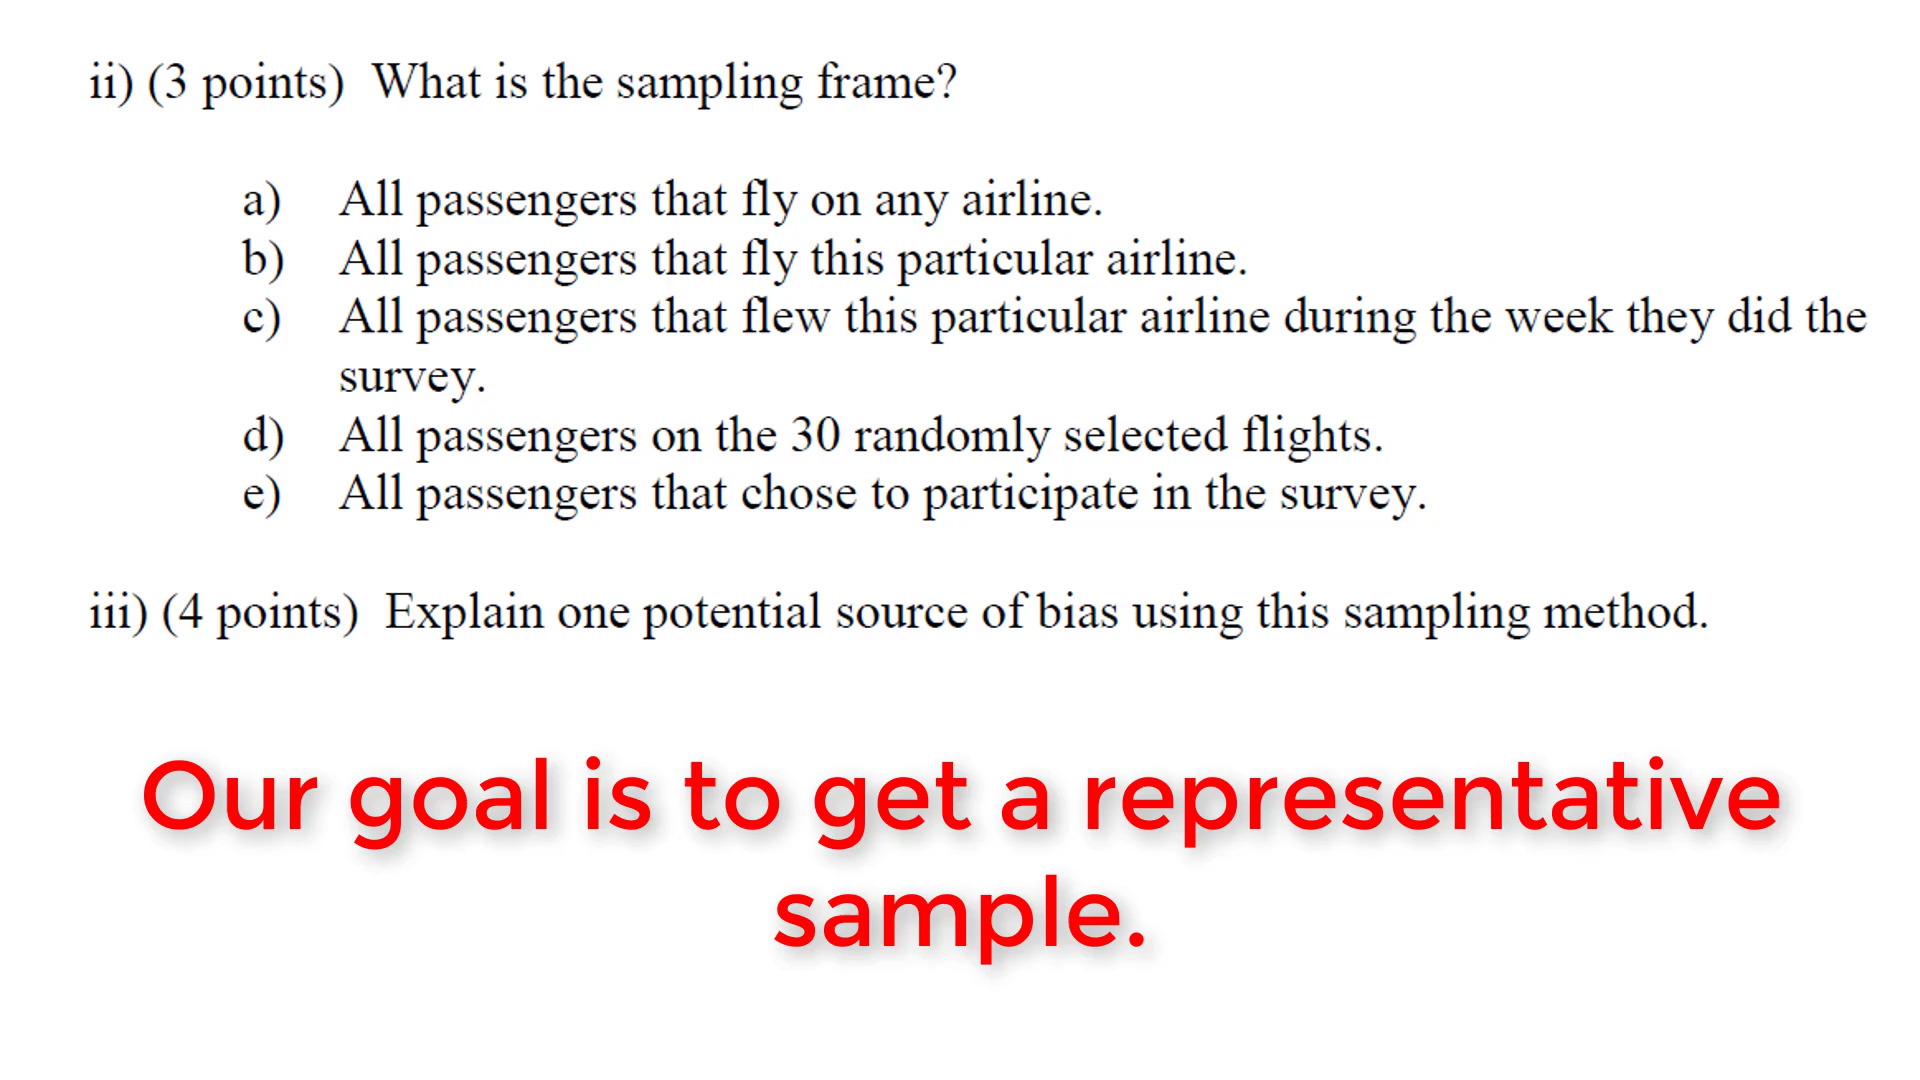 ii) (3 points) What is the sampling frame?
a) All passengers that fly on any airline.
b) All passengers that fly this particular airline.
c) All passengers that flew this particular airline during the week they did the
survey.
d) All passengers on the 30 randomly selected flights.
e) All passengers that chose to participate in the survey.
iii) (4 points) Explain one potential source of bias using this sampling method.
Our goal is to get a representative
sample.